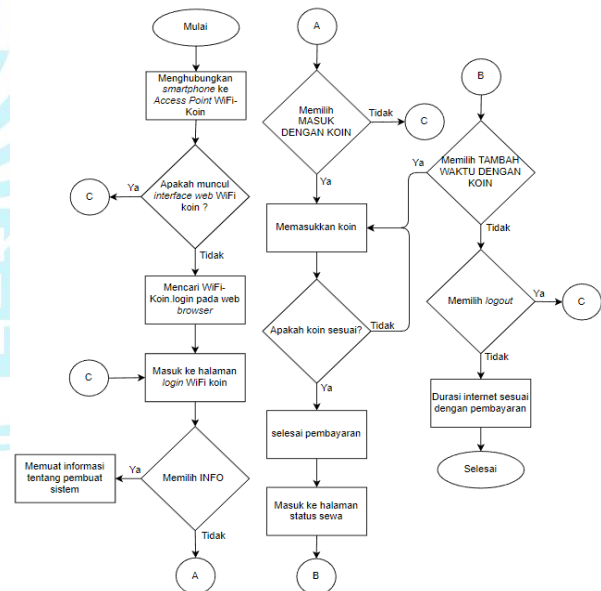 Mulai
Menghubungkan
smartphone ke
Access Point WiFi-
Koin
Apakah muncul
interface web WiFi
koin ?
Ya
C
Tidak
Mencari WiFi-
Koin.login pada web
browser
C
Masuk ke halaman
login WiFi koin
Memilih INFO
Ya
Memuat informasi
tentang pembuat
sistem
Tidak
A
A
Memilih
MASUK
DENGAN KOIN
Tidak
C
Ya
Memasukkan koin
Apakah koin sesuai?
Tidak
Ya
selesai pembayaran
Masuk ke halaman
status sewa
B
B
Memilih TAMBAH
WAKTU DENGAN
KOIN
Ya
Tidak
Memilih logout
Ya
C
Tidak
Durasi internet sesuai
dengan pembayaran
Selesai